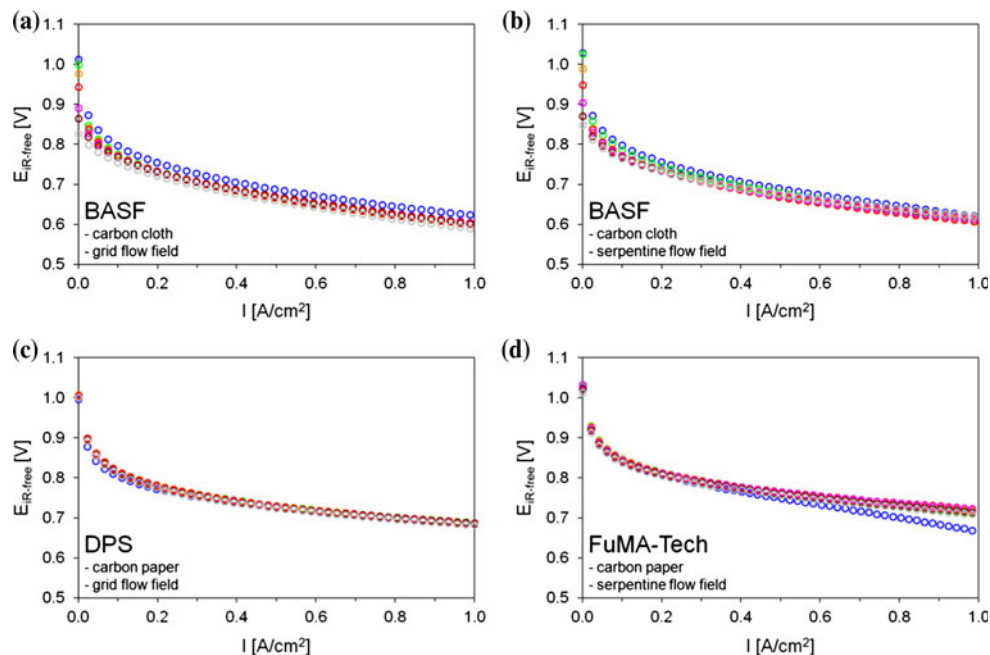 (a)
1.1
1.0
0.9
0.8
0.7
0.6
0.5
E_iR-free [V]
BASF
- carbon cloth
- grid flow field
0.0 0.2 0.4 0.6 0.8 1.0
I [A/cm²]
(b)
1.1
1.0
0.9
0.8
0.7
0.6
0.5
E_iR-free [V]
BASF
- carbon cloth
- serpentine flow field
0.0 0.2 0.4 0.6 0.8 1.0
I [A/cm²]
(c)
1.1
1.0
0.9
0.8
0.7
0.6
0.5
E_iR-free [V]
DPS
- carbon paper
- grid flow field
0.0 0.2 0.4 0.6 0.8 1.0
I [A/cm²]
(d)
1.1
1.0
0.9
0.8
0.7
0.6
0.5
E_iR-free [V]
FuMA-Tech
- carbon paper
- serpentine flow field
0.0 0.2 0.4 0.6 0.8 1.0
I [A/cm²]